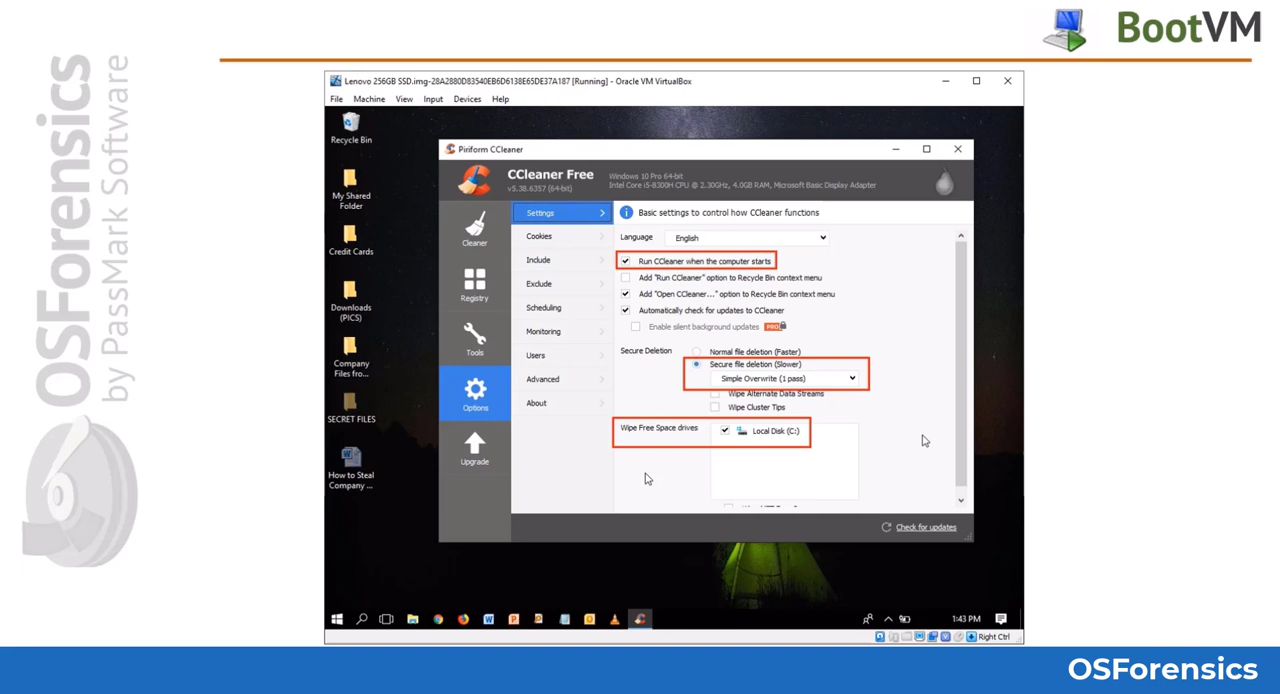 BootVM
OSForensics
by PassMark Software
Lenovo 256GB SSD.img-28A2880D83540EB6D6138E65DE37A187 [Running] - Oracle VM VirtualBox
File Machine View Input Devices Help
Recycle Bin
My Shared
Folder
Credit Cards
Downloads
(PICS)
Company
Files fro...
SECRET FILES
How to Steal
Company ...
Piriform CCleaner
CCleaner Free
v5.38.6357 (64-bit)
Windows 10 Pro 64-bit
Intel Core i5-8300H CPU @ 2.30GHz, 4.0GB RAM, Microsoft Basic Display Adapter
Cleaner
Registry
Tools
Options
Upgrade
Settings
Cookies
Include
Exclude
Scheduling
Monitoring
Users
Advanced
About
Basic settings to control how CCleaner functions
Language English
Run CCleaner when the computer starts
Add "Run CCleaner" option to Recycle Bin context menu
Add "Open CCleaner..." option to Recycle Bin context menu
Automatically check for updates to CCleaner
Enable silent background updates PRO
Secure Deletion Normal file deletion (Faster)
Secure file deletion (Slower)
Simple Overwrite (1 pass)
Wipe Alternate Data Streams
Wipe Cluster Tips
Wipe Free Space drives Local Disk (C:)
Check for updates
1:43 PM
Right Ctrl
OSForensics